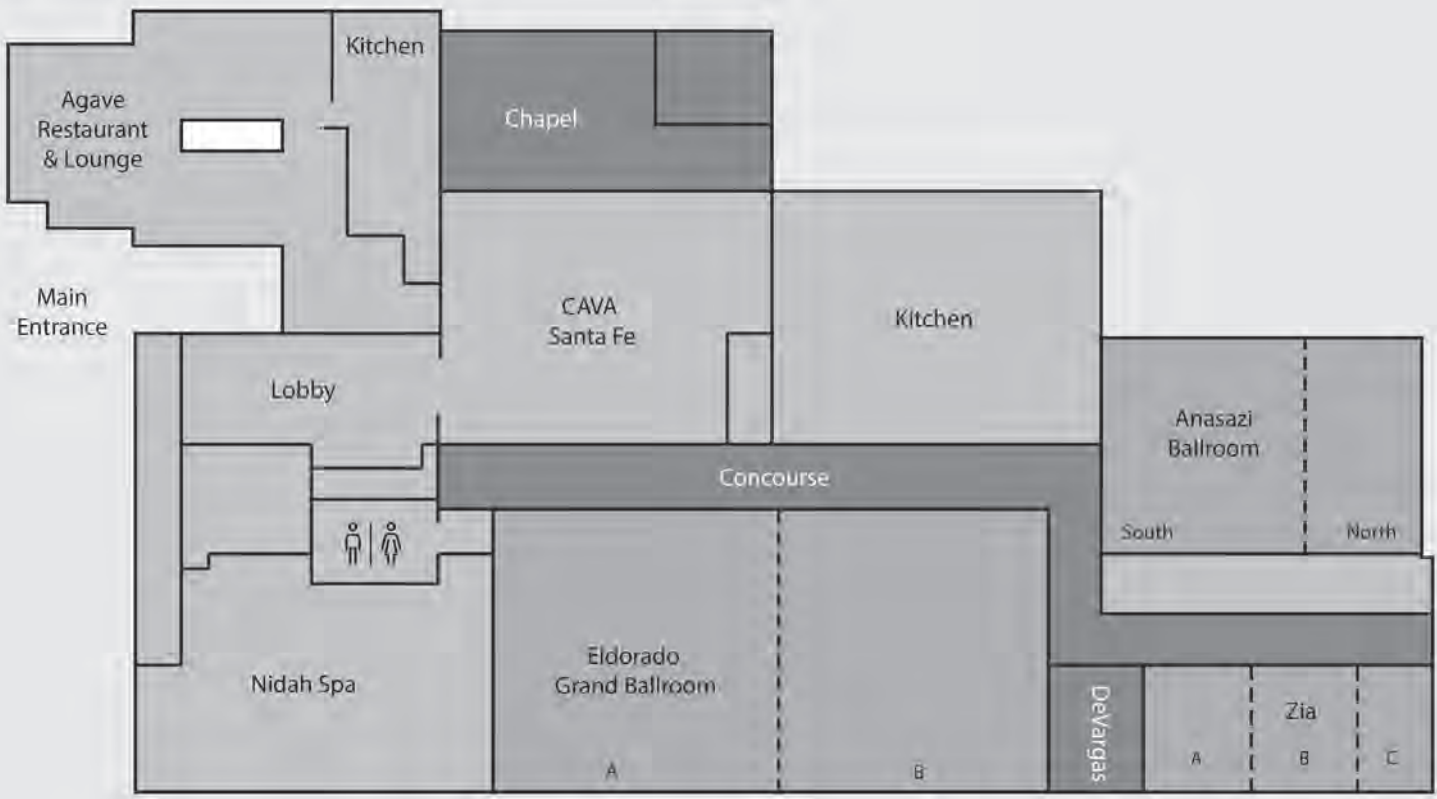 Kitchen
Agave
Restaurant
& Lounge
Chapel
Main
Entrance
CAVA
Santa Fe
Kitchen
Lobby
Anasazi
Ballroom
South
North
Concourse
Eldorado
Grand Ballroom
A
B
Nidah Spa
DeVargas
Zia
A
B
C